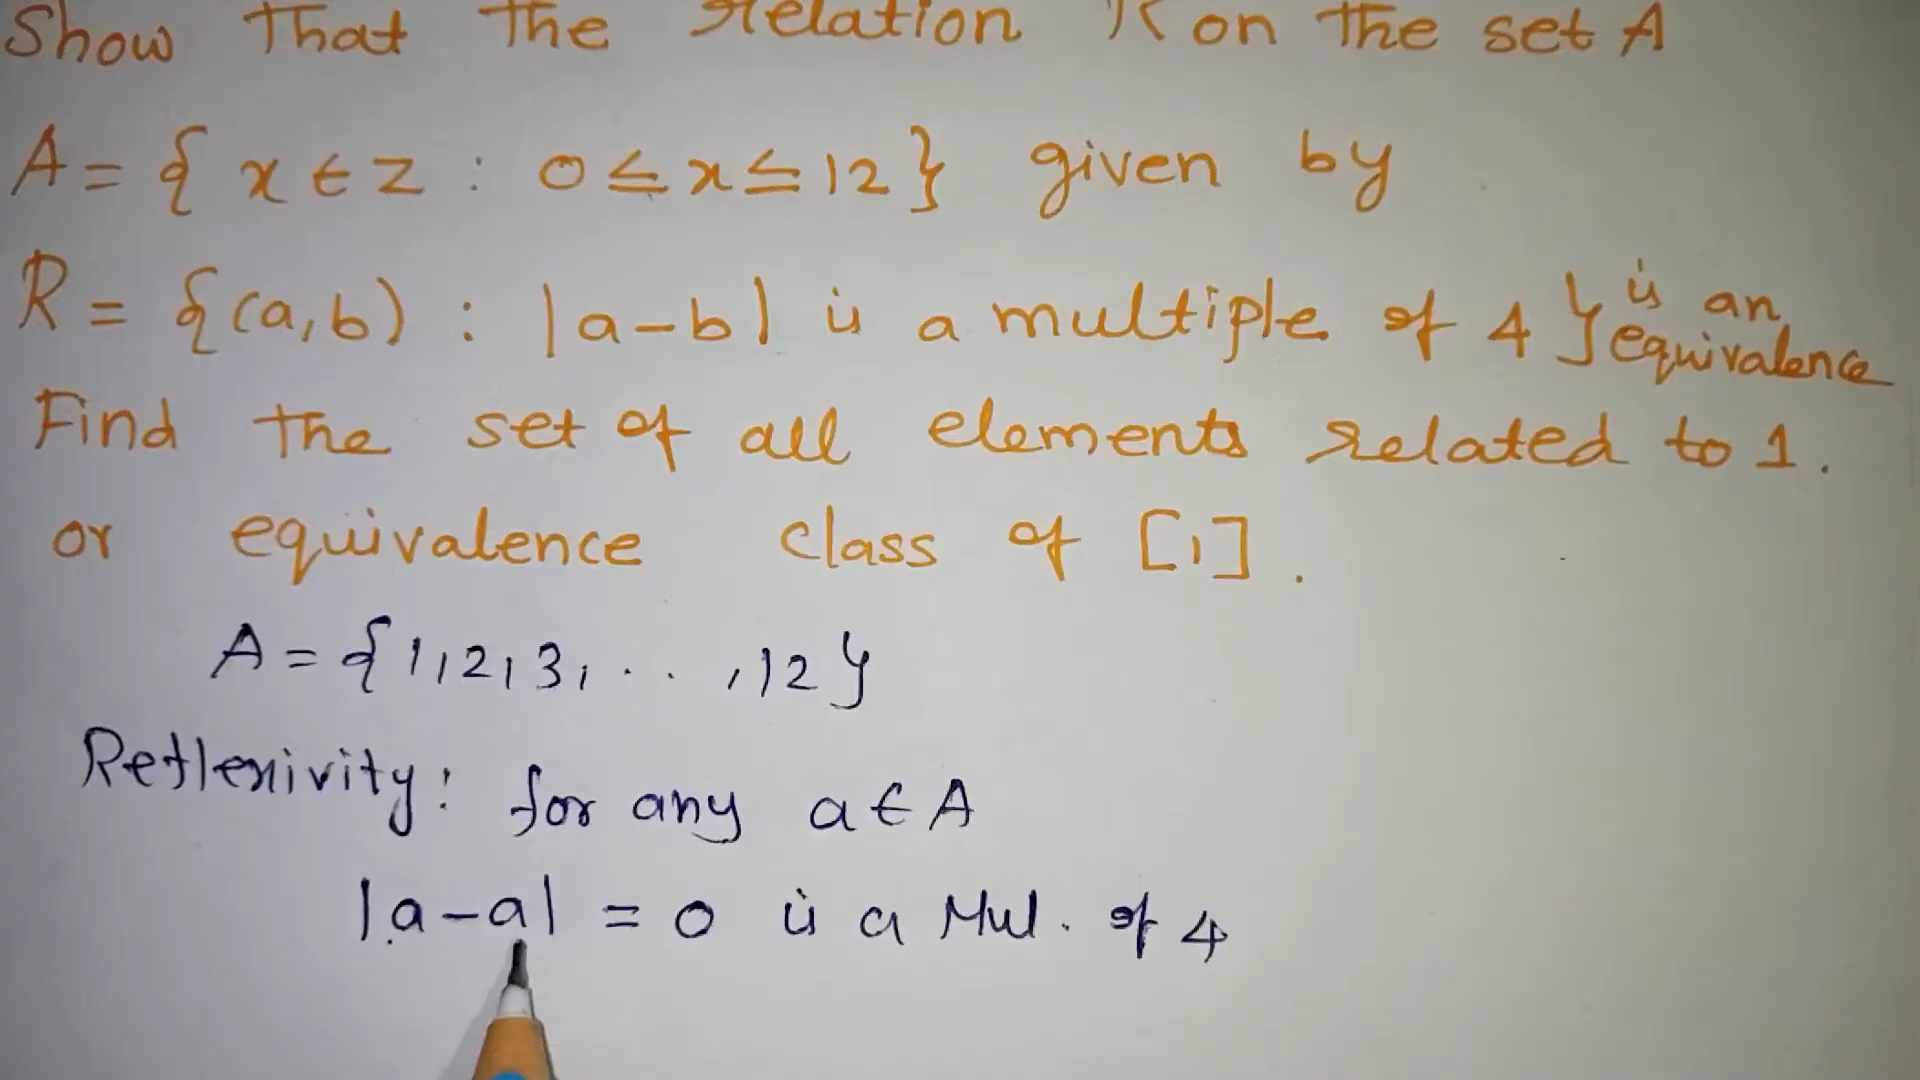 Show That The relation R on The set A
A = { x ∈ Z : 0 ≤ x ≤ 12 } given by
R = {(a,b) : |a-b| is a multiple of 4 } is an equivalence
Find the set of all elements related to 1.
or equivalence class of [1].
A = {1,2,3, . . ,12}
Reflexivity: for any a ∈ A
|a-a| = 0 is a Mul. of 4